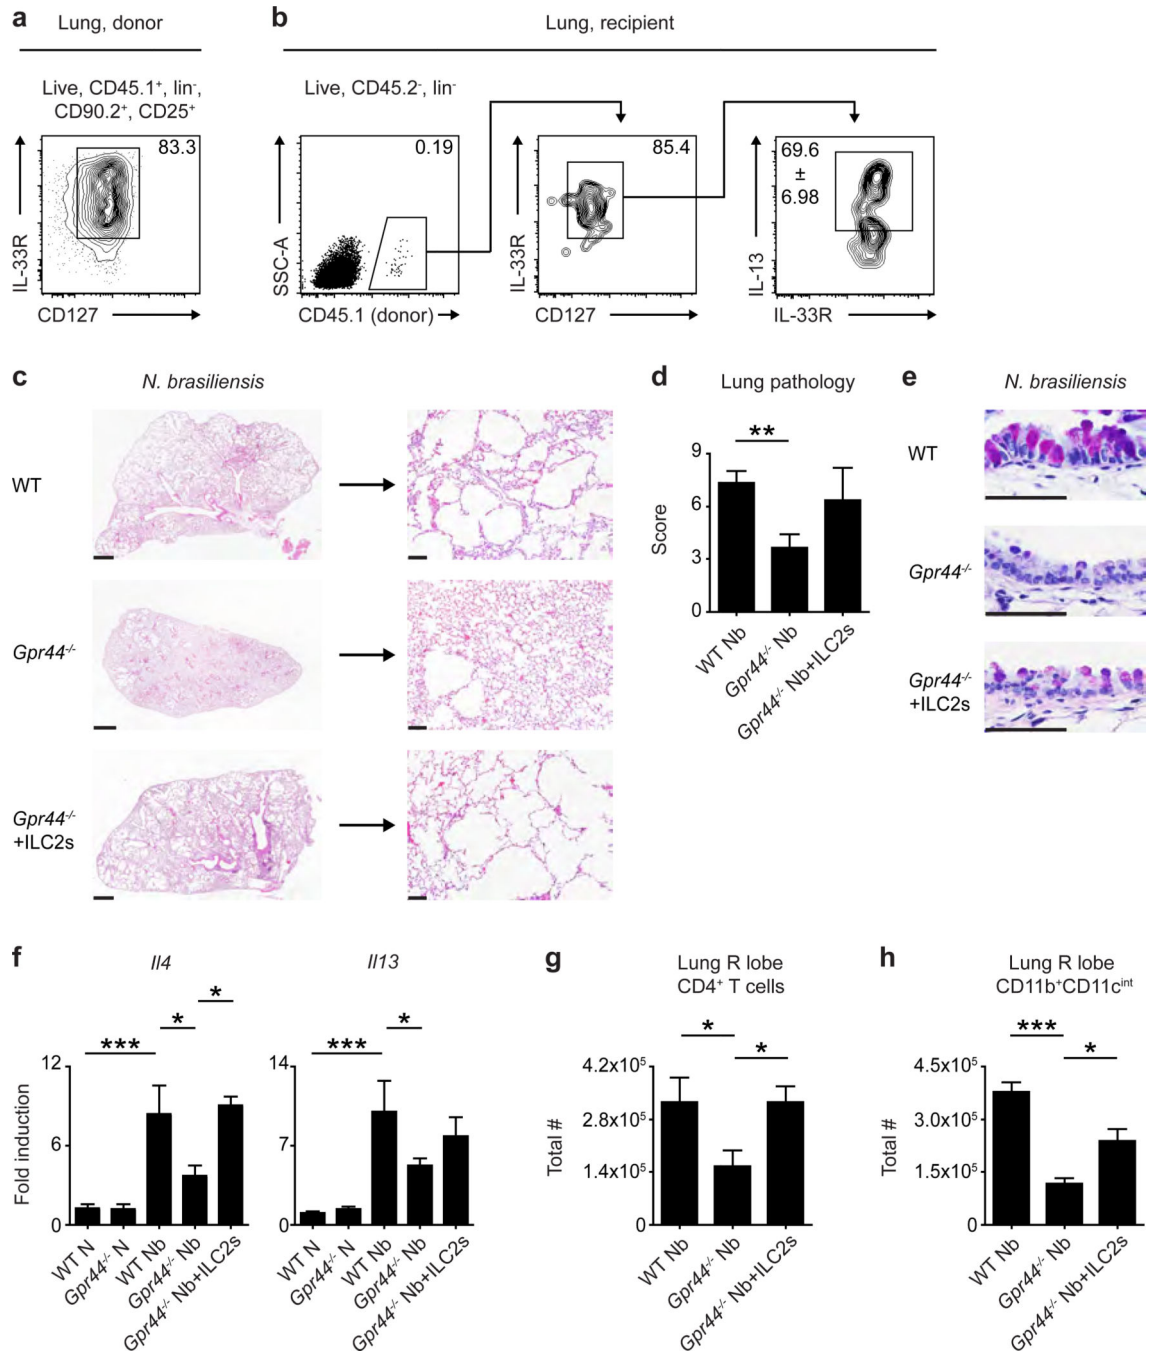 a
Lung, donor
Live, CD45.1⁺, lin⁻,
CD90.2⁺, CD25⁺
83.3
IL-33R
CD127
b
Lung, recipient
Live, CD45.2⁻, lin⁻
0.19
SSC-A
CD45.1 (donor)
85.4
IL-33R
CD127
69.6
±
6.98
IL-13
IL-33R
c
N. brasiliensis
WT
Gpr44⁻/⁻
Gpr44⁻/⁻
+ILC2s
d
Lung pathology
**
9
6
3
0
Score
WT Nb
Gpr44⁻/⁻ Nb
Gpr44⁻/⁻ Nb+ILC2s
e
N. brasiliensis
WT
Gpr44⁻/⁻
Gpr44⁻/⁻
+ILC2s
f
Il4
*
*
***
12
6
0
Fold induction
WT N
Gpr44⁻/⁻ N
WT Nb
Gpr44⁻/⁻ Nb
Gpr44⁻/⁻ Nb+ILC2s
Il13
*
***
14
7
0
WT N
Gpr44⁻/⁻ N
WT Nb
Gpr44⁻/⁻ Nb
Gpr44⁻/⁻ Nb+ILC2s
g
Lung R lobe
CD4⁺ T cells
*
*
4.2x10⁵
2.8x10⁵
1.4x10⁵
0
Total #
WT Nb
Gpr44⁻/⁻ Nb
Gpr44⁻/⁻ Nb+ILC2s
h
Lung R lobe
CD11b⁺CD11cⁱⁿᵗ
***
*
4.5x10⁵
3.0x10⁵
1.5x10⁵
0
Total #
WT Nb
Gpr44⁻/⁻ Nb
Gpr44⁻/⁻ Nb+ILC2s